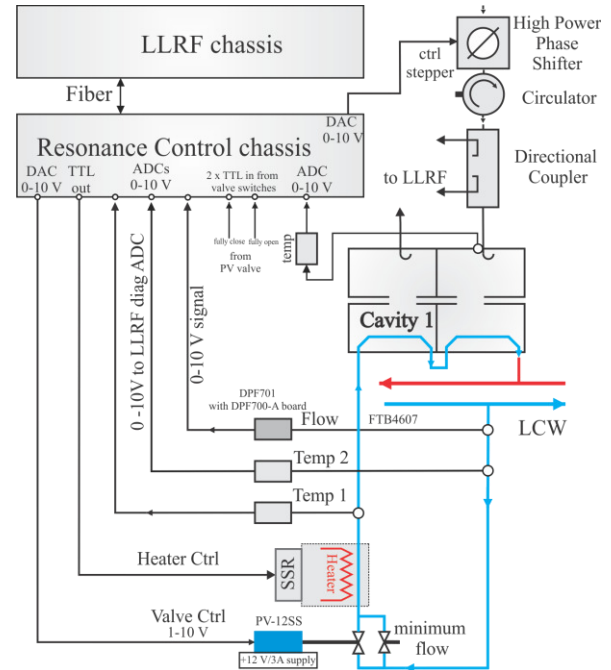 LLRF chassis
High Power
Phase
Shifter
ctrl
stepper
Fiber
Circulator
DAC
0-10 V
Resonance Control chassis
Directional
Coupler
DAC
0-10 V
TTL
out
ADCs
0-10 V
2 x TTL in from
valve switches
ADC
0-10 V
to LLRF
fully close
fully open
from
PV valve
temp
0 -10V to LLRF diag ADC
0-10 V signal
Cavity 1
DPF701
with DPF700-A board
Flow
FTB4607
LCW
Temp 2
Temp 1
Heater Ctrl
SSR
Heater
Valve Ctrl
1-10 V
PV-12SS
+12 V/3A supply
minimum
flow